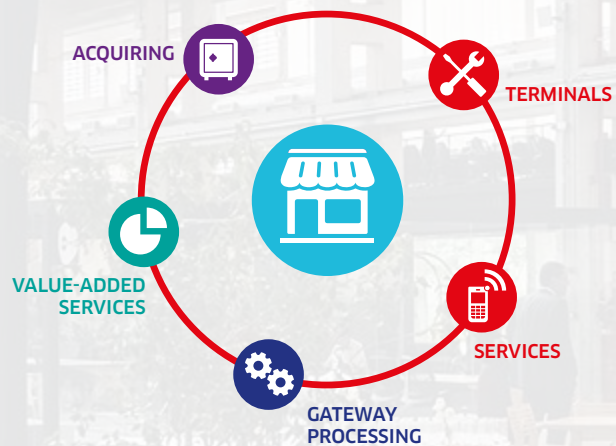 ACQUIRING
TERMINALS
VALUE-ADDED
SERVICES
SERVICES
GATEWAY
PROCESSING